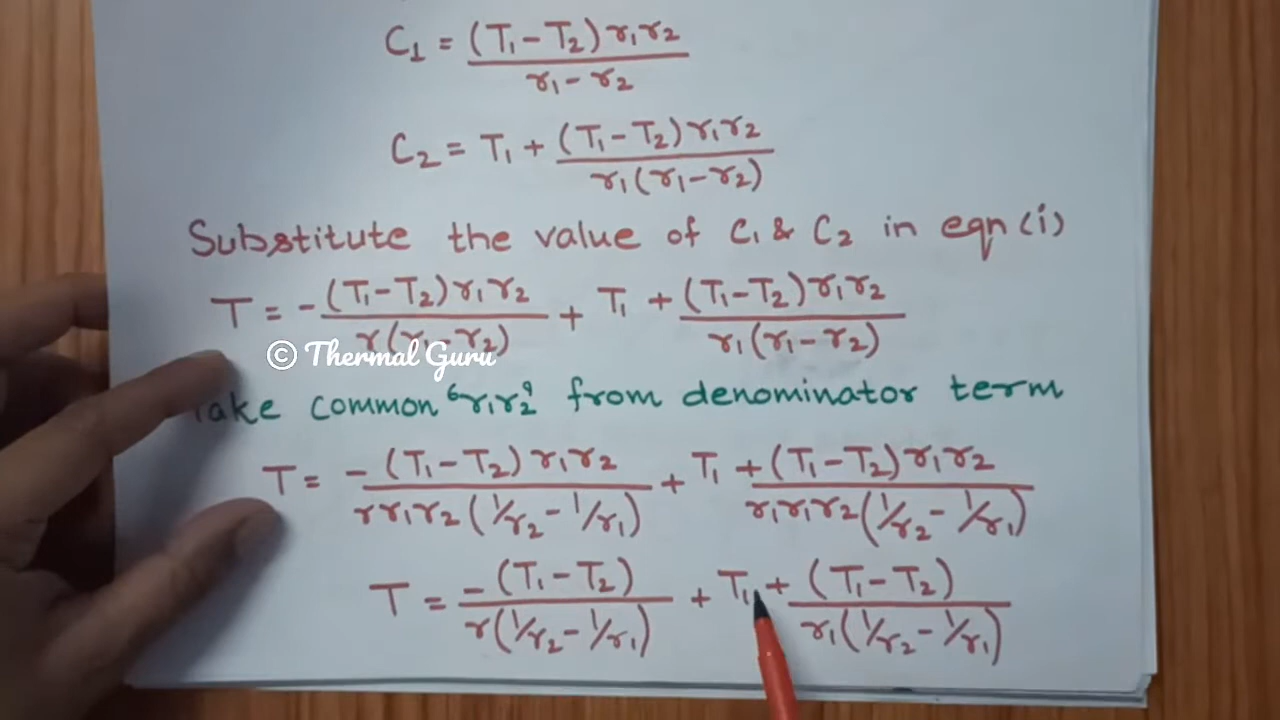 C1 = (T1-T2) r1r2 / r1-r2
C2 = T1 + (T1-T2) r1r2 / r1(r1-r2)
Substitute the value of C1 & C2 in eqn (i)
T = -(T1-T2) r1r2 / r(r1-r2) + T1 + (T1-T2) r1r2 / r1(r1-r2)
© Thermal Guru
Take common 'r1r2' from denominator term
T = -(T1-T2) r1r2 / r r1r2 (1/r2 - 1/r1) + T1 + (T1-T2) r1r2 / r1r1r2 (1/r2 - 1/r1)
T = -(T1-T2) / r(1/r2 - 1/r1) + T1 + (T1-T2) / r1(1/r2 - 1/r1)